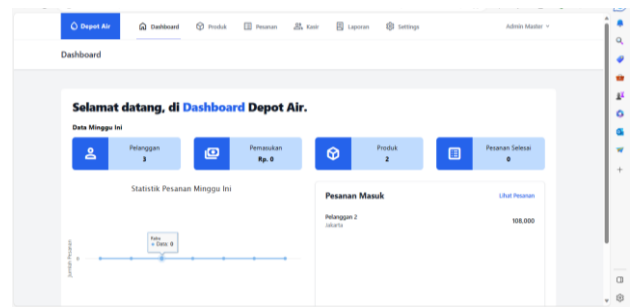 Depot Air
Dashboard
Produk
Pesanan
Kasir
Laporan
Settings
Admin Master
Dashboard
Selamat datang, di Dashboard Depot Air.
Data Minggu Ini
Pelanggan
3
Pemasukan
Rp. 0
Produk
2
Pesanan Selesai
0
Statistik Pesanan Minggu Ini
Jumlah Pesanan
0
Rabu
Data: 0
Pesanan Masuk
Lihat Pesanan
Pelanggan 2
Jakarta
108.000